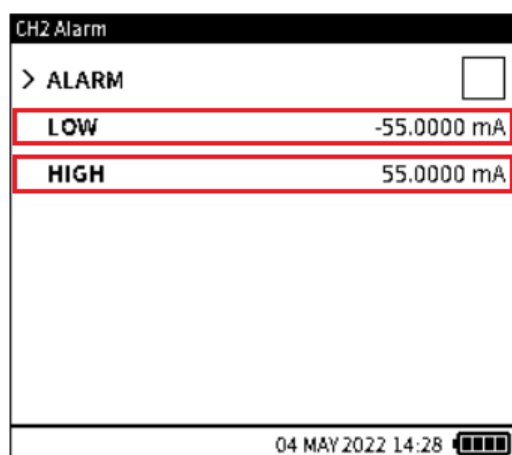 CH2 Alarm
> ALARM
LOW -55.0000 mA
HIGH 55.0000 mA
04 MAY 2022 14:28